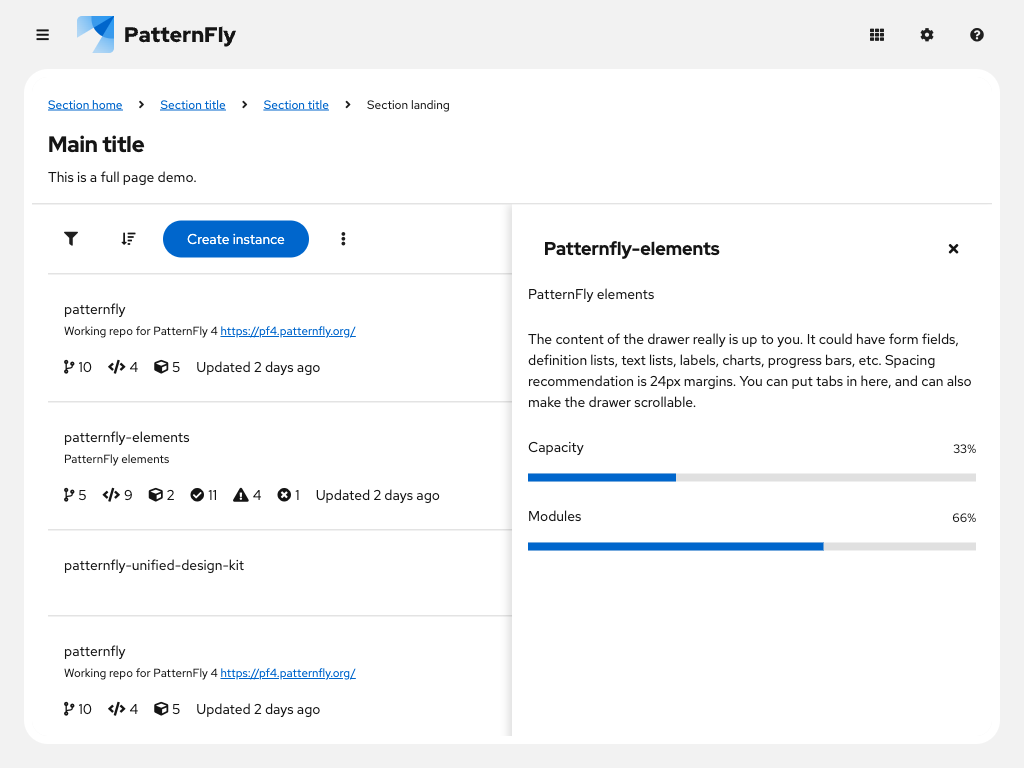 PatternFly
Section home
Section title
Section title
Section landing
Main title
This is a full page demo.
Create instance
patternfly
Working repo for PatternFly 4 https://pf4.patternfly.org/
10 4 5 Updated 2 days ago
patternfly-elements
PatternFly elements
5 9 2 11 4 1 Updated 2 days ago
patternfly-unified-design-kit
patternfly
Working repo for PatternFly 4 https://pf4.patternfly.org/
10 4 5 Updated 2 days ago
Patternfly-elements
PatternFly elements
The content of the drawer really is up to you. It could have form fields,
definition lists, text lists, labels, charts, progress bars, etc. Spacing
recommendation is 24px margins. You can put tabs in here, and can also
make the drawer scrollable.
Capacity 33%
Modules 66%